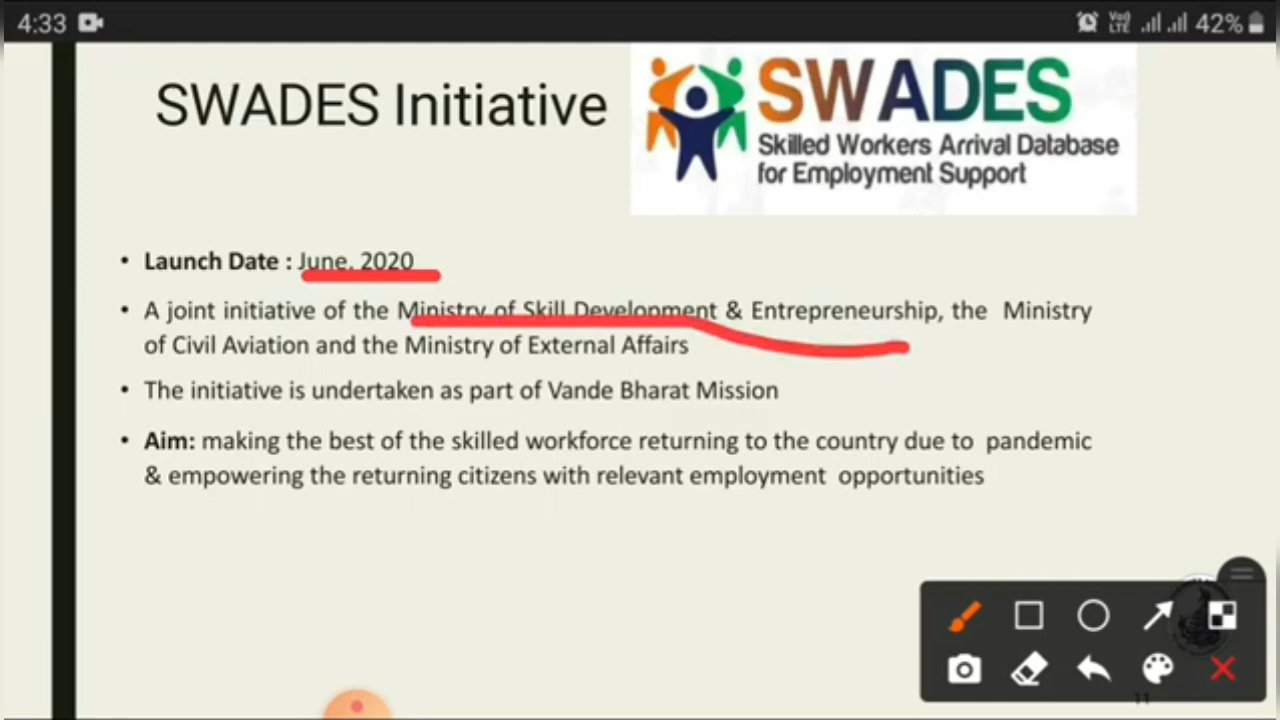 4:33
Vo) LTE 42%
SWADES Initiative
SWADES
Skilled Workers Arrival Database
for Employment Support
• Launch Date : June, 2020
• A joint initiative of the Ministry of Skill Development & Entrepreneurship, the Ministry
of Civil Aviation and the Ministry of External Affairs
• The initiative is undertaken as part of Vande Bharat Mission
• Aim: making the best of the skilled workforce returning to the country due to pandemic
& empowering the returning citizens with relevant employment opportunities
11